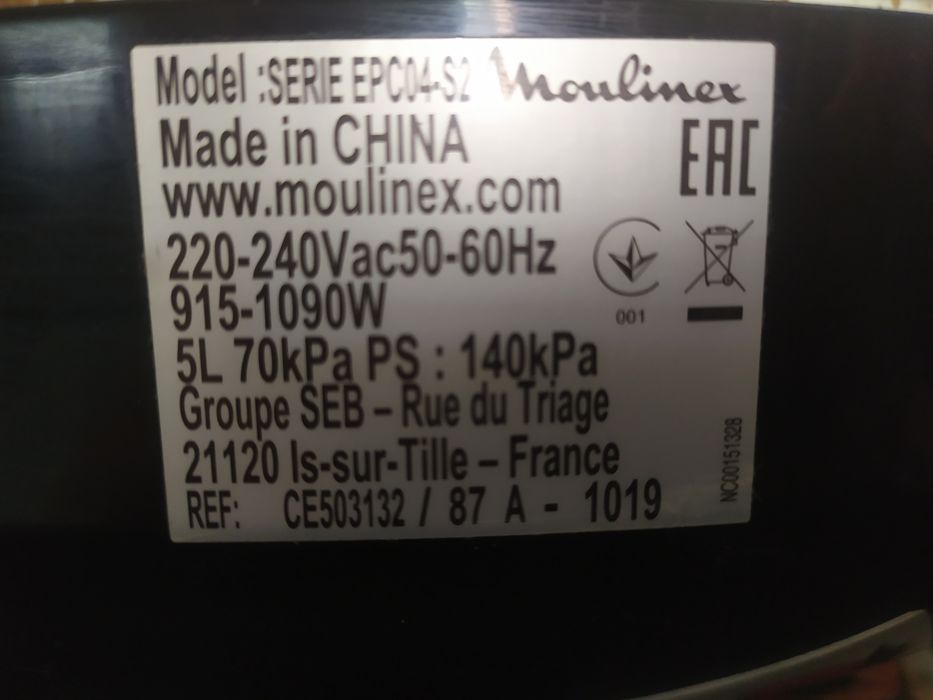 Model :SERIE EPC04-S2 Moulinex
Made in CHINA
EAC
www.moulinex.com
220-240Vac50-60Hz
915-1090W
001
5L 70kPa PS : 140kPa
Groupe SEB – Rue du Triage
21120 Is-sur-Tille – France
REF: CE503132 / 87 A - 1019
NC00151328